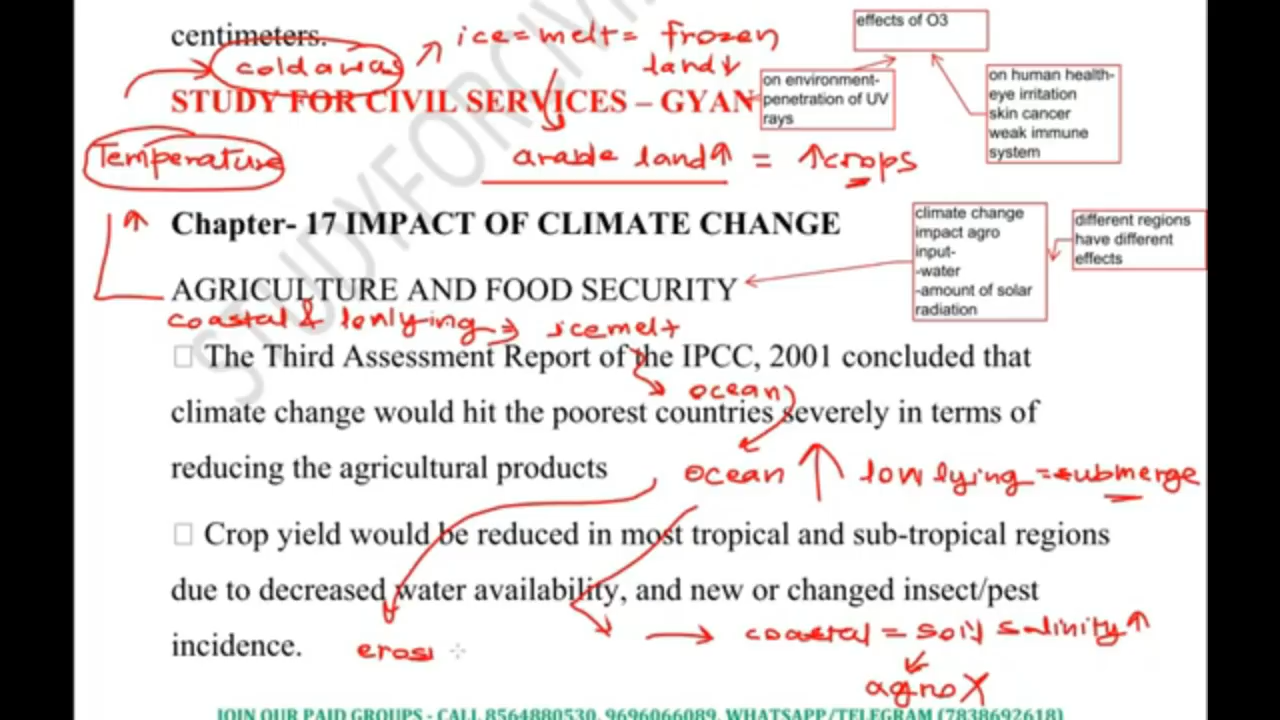 centimeters.
ice = melt = frozen
land↓
cold areas
effects of O3
on environment-
penetration of UV
rays
on human health-
eye irritation
skin cancer
weak immune
system
STUDY FOR CIVIL SERVICES – GYAN
Temperature
arable land↑ = ↑crops
Chapter- 17 IMPACT OF CLIMATE CHANGE
climate change
impact agro
input-
-water
-amount of solar
radiation
different regions
have different
effects
AGRICULTURE AND FOOD SECURITY
coastal & lowlying → ice melt
The Third Assessment Report of the IPCC, 2001 concluded that
ocean
climate change would hit the poorest countries severely in terms of
reducing the agricultural products
ocean ↑ low lying = submerge
Crop yield would be reduced in most tropical and sub-tropical regions
due to decreased water availability, and new or changed insect/pest
incidence.
erosi
→ coastal = soil salinity↑
agro X
JOIN OUR PAID GROUPS - CALL 8564880530, 9696066089, WHATSAPP/TELEGRAM (7838692618)